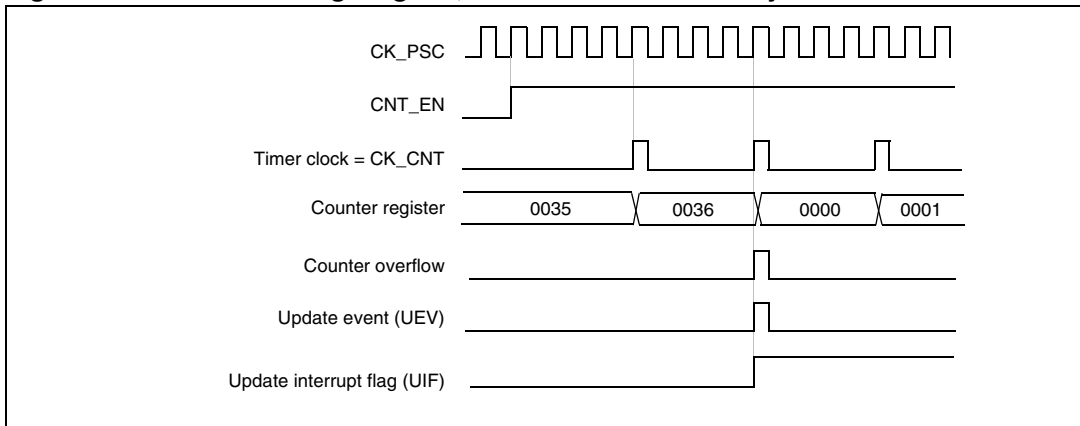 CK_PSC
CNT_EN
Timer clock = CK_CNT
Counter register
0035
0036
0000
0001
Counter overflow
Update event (UEV)
Update interrupt flag (UIF)